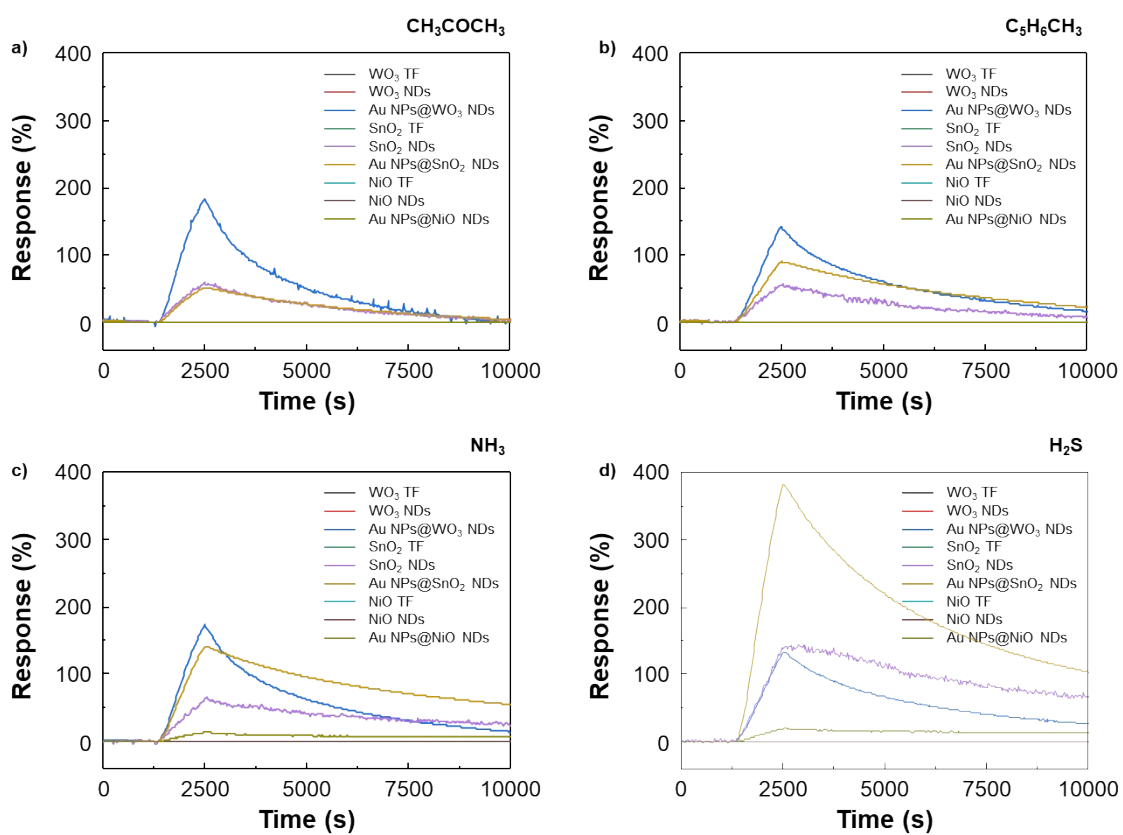 a)
CH₃COCH₃
400
300
200
100
0
Response (%)
WO₃ TF
WO₃ NDs
Au NPs@WO₃ NDs
SnO₂ TF
SnO₂ NDs
Au NPs@SnO₂ NDs
NiO TF
NiO NDs
Au NPs@NiO NDs
0 2500 5000 7500 10000
Time (s)
b)
C₅H₆CH₃
400
300
200
100
0
Response (%)
WO₃ TF
WO₃ NDs
Au NPs@WO₃ NDs
SnO₂ TF
SnO₂ NDs
Au NPs@SnO₂ NDs
NiO TF
NiO NDs
Au NPs@NiO NDs
0 2500 5000 7500 10000
Time (s)
c)
NH₃
400
300
200
100
0
Response (%)
WO₃ TF
WO₃ NDs
Au NPs@WO₃ NDs
SnO₂ TF
SnO₂ NDs
Au NPs@SnO₂ NDs
NiO TF
NiO NDs
Au NPs@NiO NDs
0 2500 5000 7500 10000
Time (s)
d)
H₂S
400
300
200
100
0
Response (%)
WO₃ TF
WO₃ NDs
Au NPs@WO₃ NDs
SnO₂ TF
SnO₂ NDs
Au NPs@SnO₂ NDs
NiO TF
NiO NDs
Au NPs@NiO NDs
0 2500 5000 7500 10000
Time (s)